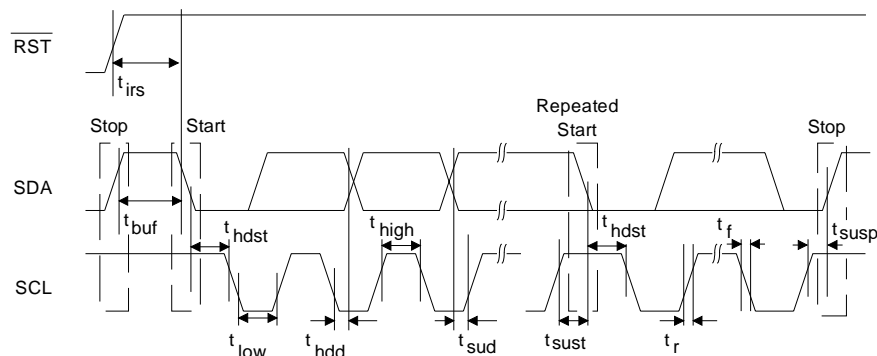 RST
t irs
Repeated
Stop Start Start Stop
SDA
t buf t hdst t high t hdst t f t susp
SCL
t low t hdd t sud t sust t r